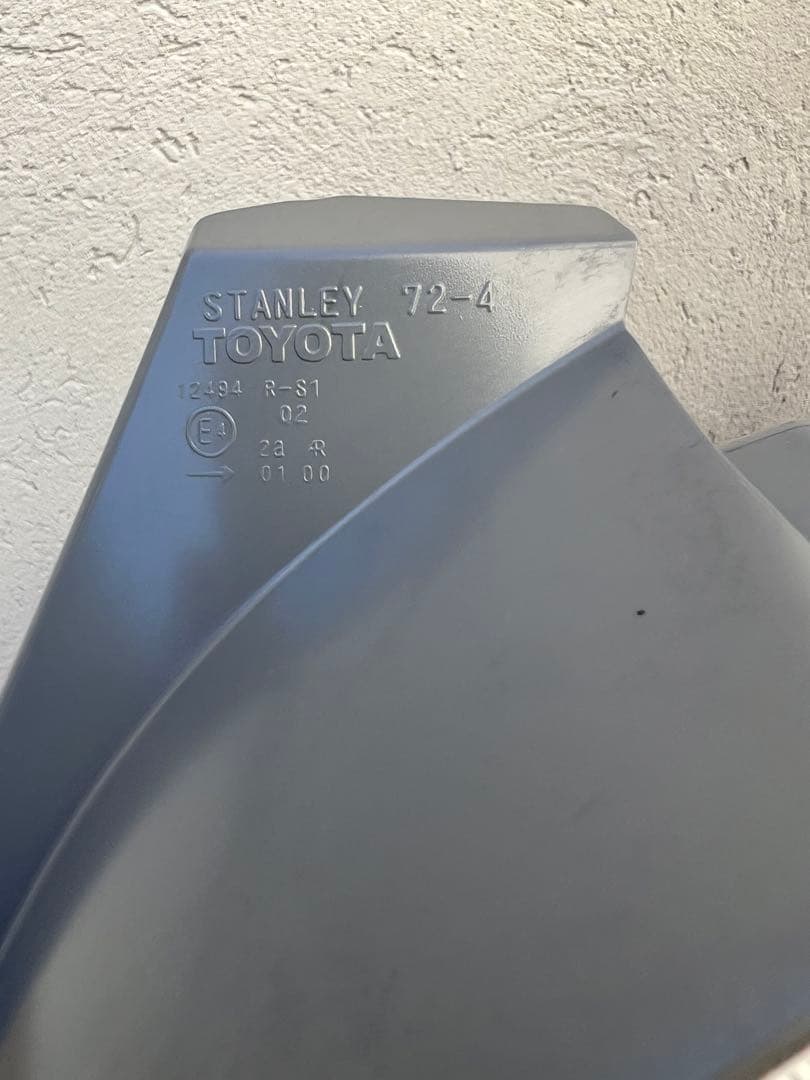 STANLEY 72-4
TOYOTA
12494 R-S1
02
E4
2a R
→ 01 00